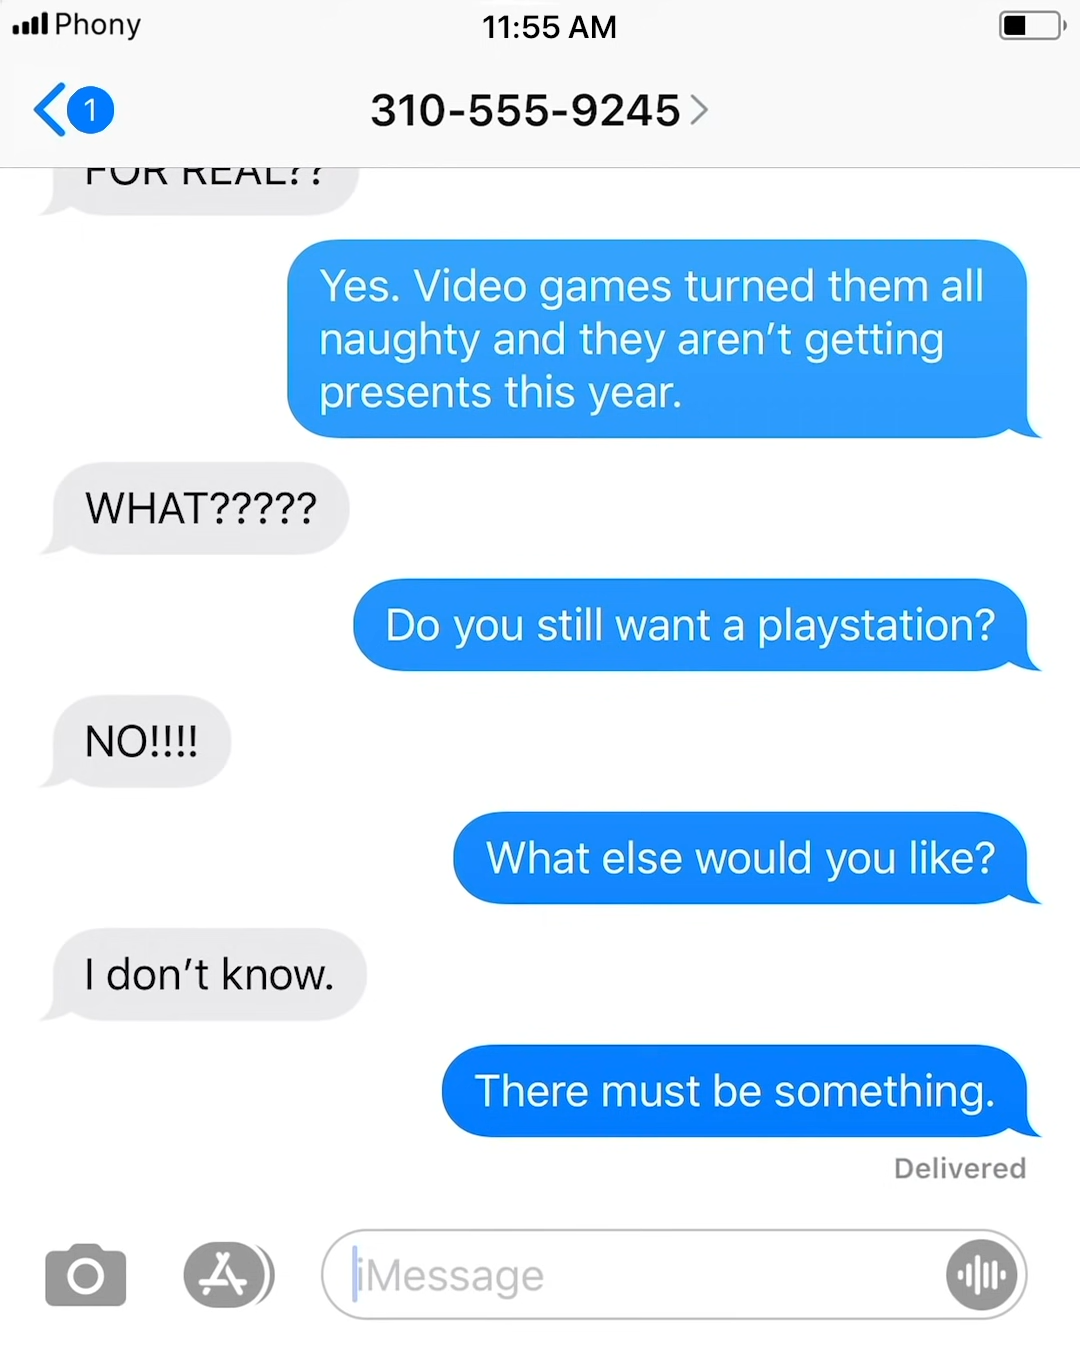 Phony
11:55 AM
1
310-555-9245
FOR REAL??
Yes. Video games turned them all
naughty and they aren’t getting
presents this year.
WHAT?????
Do you still want a playstation?
NO!!!!
What else would you like?
I don’t know.
There must be something.
Delivered
iMessage